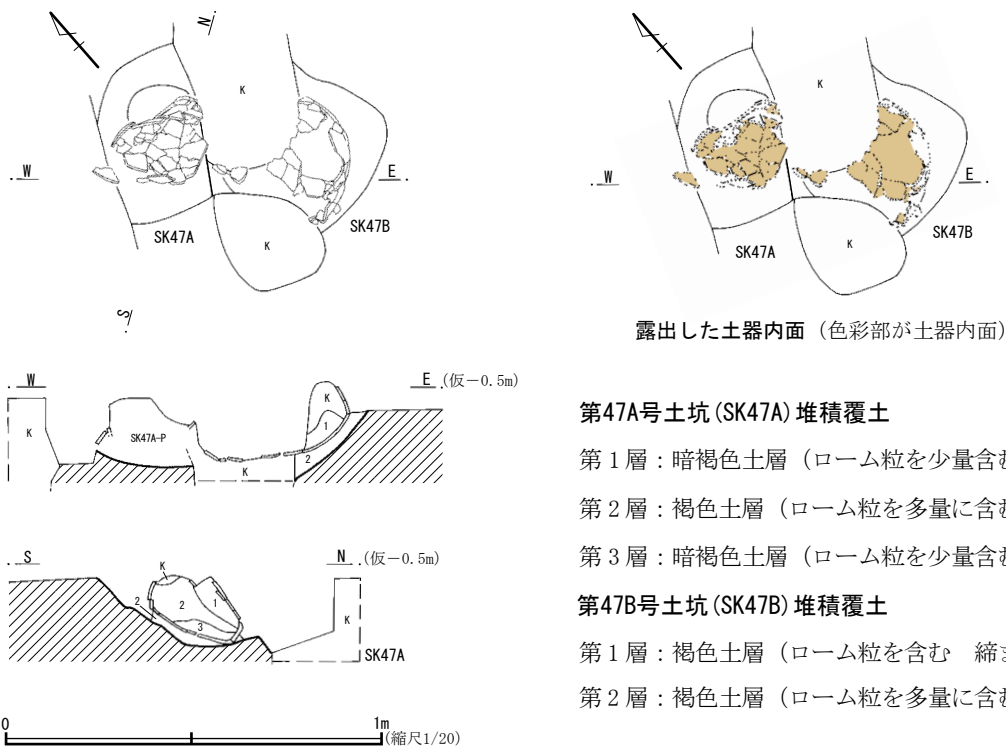 N
K
W
E
SK47A
SK47B
K
S
W
E
SK47A
SK47B
K
K
露出した土器内面（色彩部が土器内面）
W
E
(仮－0.5m)
K
SK47A-P
K
K
1
2
S
N
(仮－0.5m)
K
2
1
2
3
K
SK47A
0
1m
(縮尺1/20)
第47A号土坑(SK47A)堆積覆土
第１層：暗褐色土層（ローム粒を少量含む
第２層：褐色土層（ローム粒を多量に含む
第３層：暗褐色土層（ローム粒を少量含む
第47B号土坑(SK47B)堆積覆土
第１層：褐色土層（ローム粒を含む　締ま
第２層：褐色土層（ローム粒を多量に含む